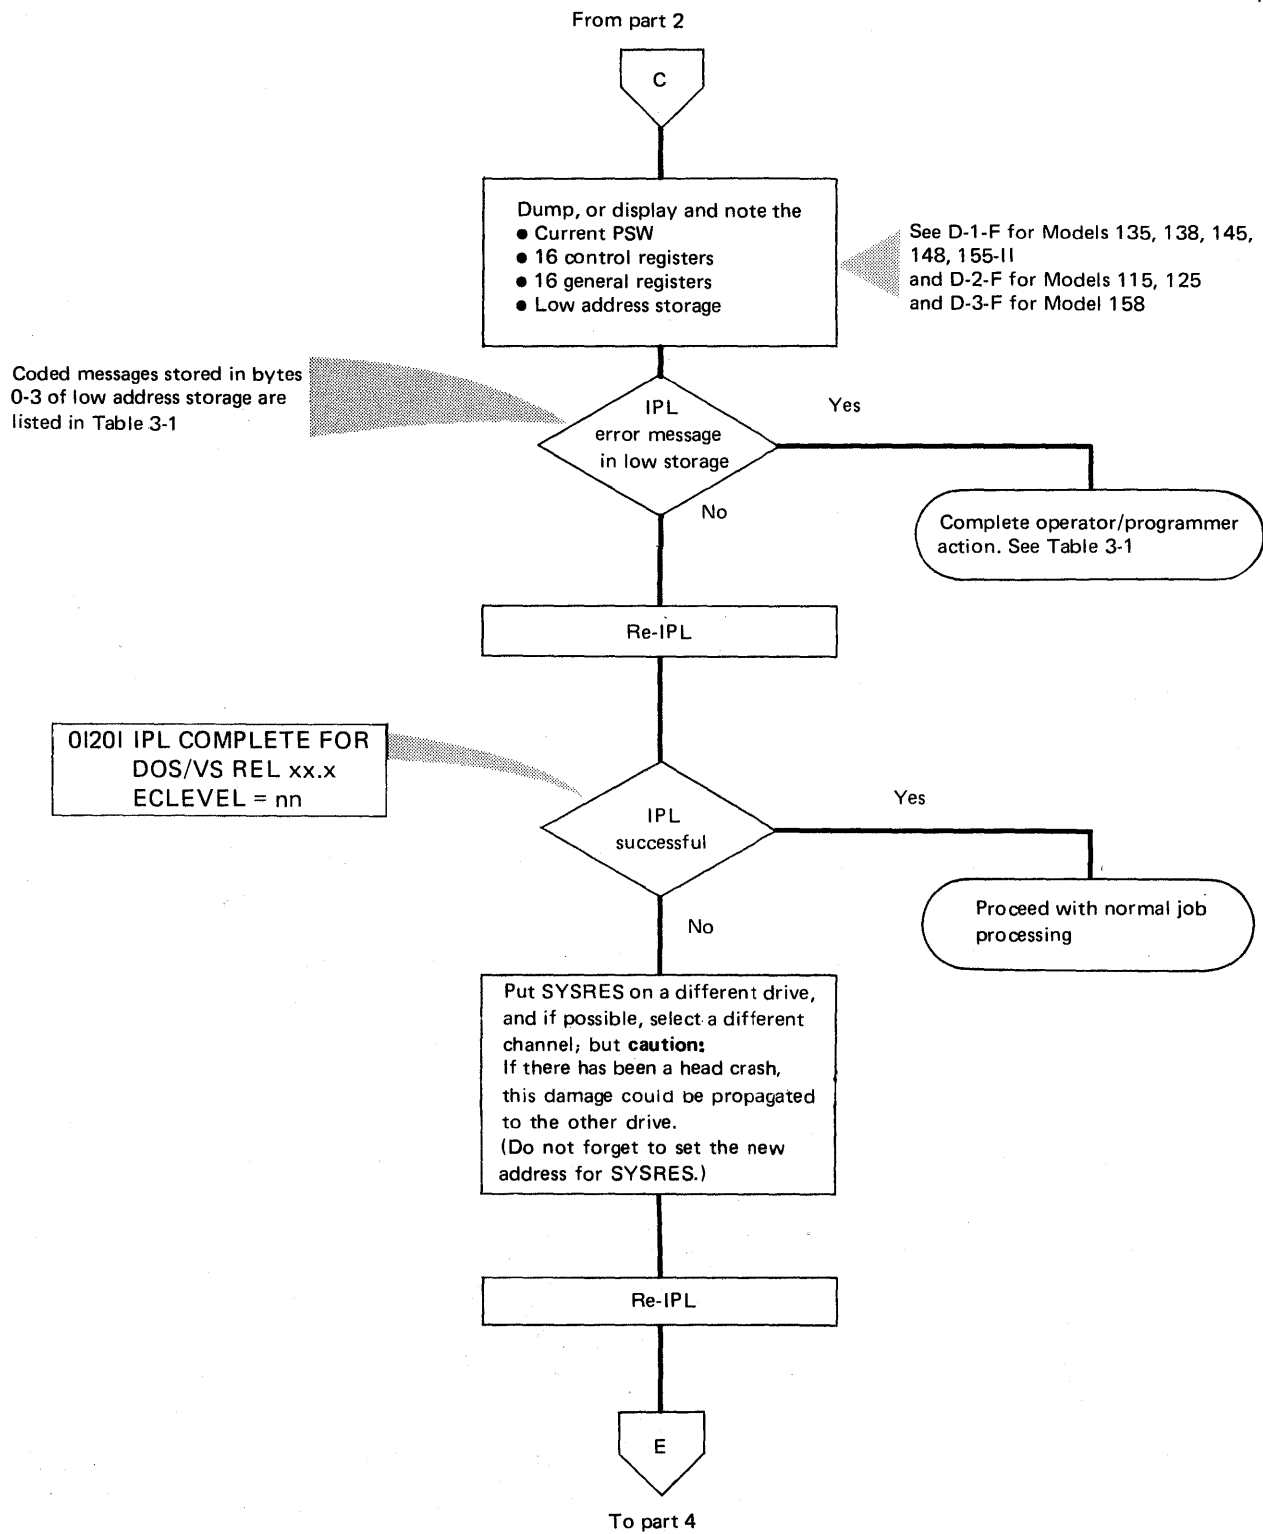 From part 2
C
Dump, or display and note the
● Current PSW
● 16 control registers
● 16 general registers
● Low address storage
See D-1-F for Models 135, 138, 145,
148, 155-II
and D-2-F for Models 115, 125
and D-3-F for Model 158
Coded messages stored in bytes
0-3 of low address storage are
listed in Table 3-1
IPL
error message
in low storage
Yes
No
Complete operator/programmer
action. See Table 3-1
Re-IPL
0I20I IPL COMPLETE FOR
DOS/VS REL xx.x
ECLEVEL = nn
IPL
successful
Yes
No
Proceed with normal job
processing
Put SYSRES on a different drive,
and if possible, select a different
channel; but caution:
If there has been a head crash,
this damage could be propagated
to the other drive.
(Do not forget to set the new
address for SYSRES.)
Re-IPL
E
To part 4